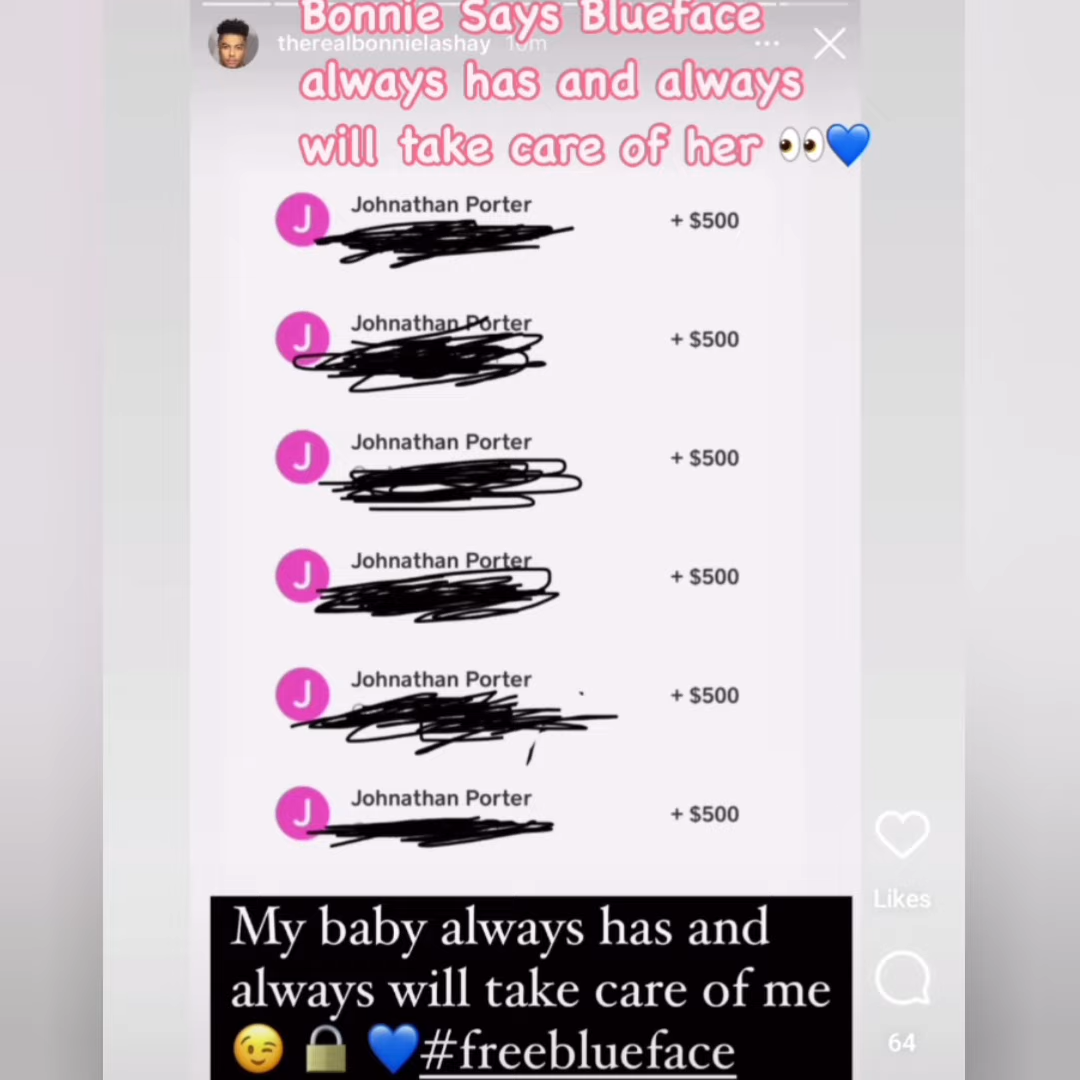 Bonnie Says Blueface
therealbonnielashay 10m
always has and always
will take care of her 👀💙
Johnathan Porter
+ $500
Johnathan Porter
+ $500
Johnathan Porter
+ $500
Johnathan Porter
+ $500
Johnathan Porter
+ $500
Johnathan Porter
+ $500
My baby always has and
always will take care of me
😉 🔒 💙#freeblueface
Likes
64